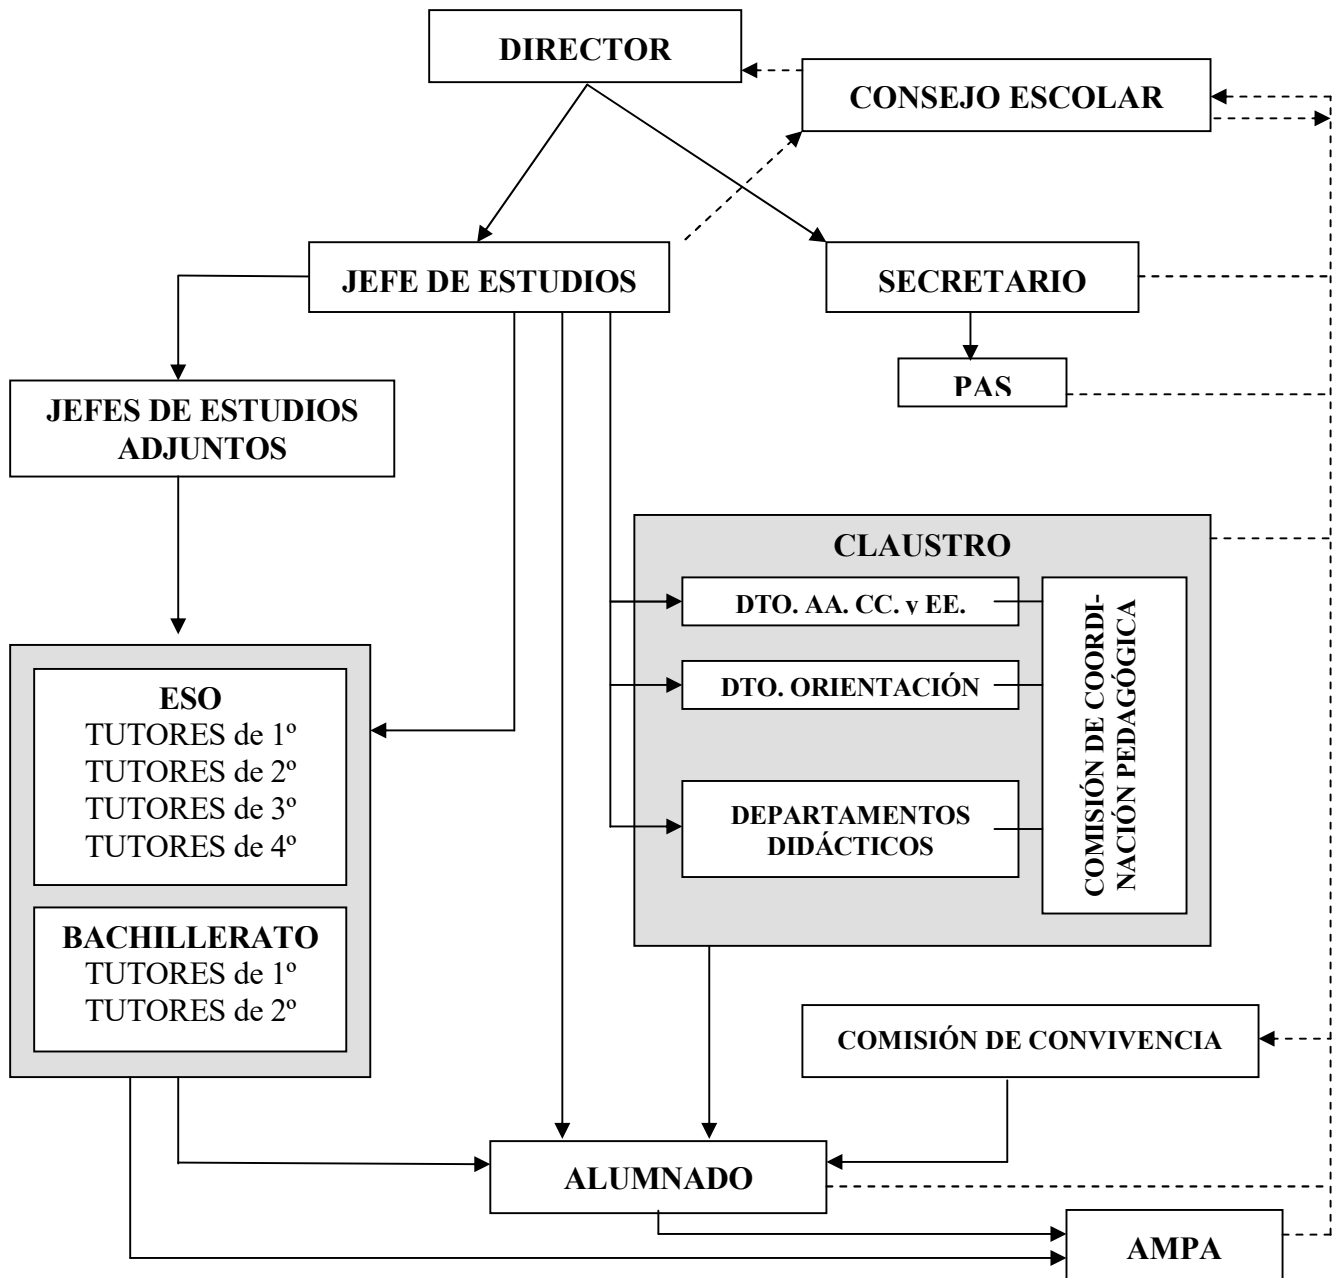 DIRECTOR
CONSEJO ESCOLAR
JEFE DE ESTUDIOS
SECRETARIO
PAS
JEFES DE ESTUDIOS
ADJUNTOS
CLAUSTRO
DTO. AA. CC. y EE.
DTO. ORIENTACIÓN
DEPARTAMENTOS
DIDÁCTICOS
COMISIÓN DE COORDI-
NACIÓN PEDAGÓGICA
ESO
TUTORES de 1º
TUTORES de 2º
TUTORES de 3º
TUTORES de 4º
BACHILLERATO
TUTORES de 1º
TUTORES de 2º
COMISIÓN DE CONVIVENCIA
ALUMNADO
AMPA